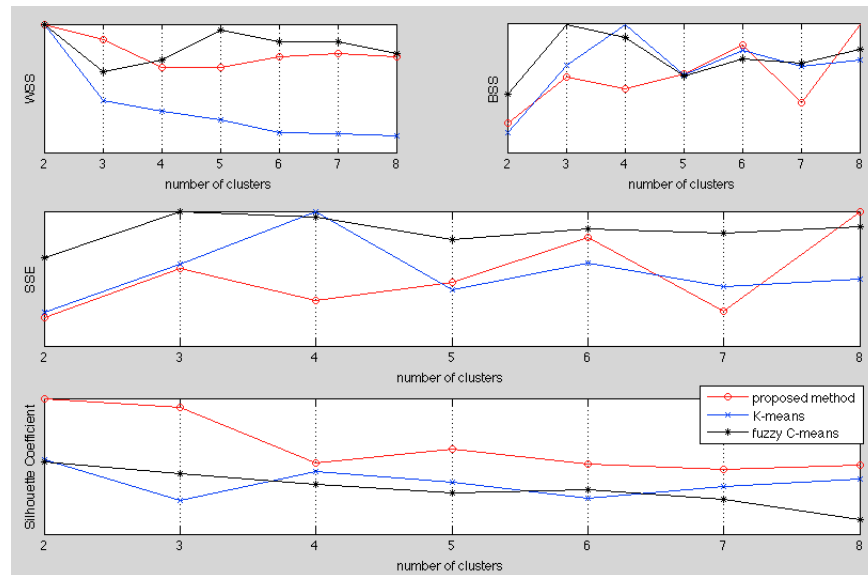 WSS
2 3 4 5 6 7 8
number of clusters
BSS
2 3 4 5 6 7 8
number of clusters
SSE
2 3 4 5 6 7 8
number of clusters
Silhouette Coefficient
proposed method
K-means
fuzzy C-means
2 3 4 5 6 7 8
number of clusters